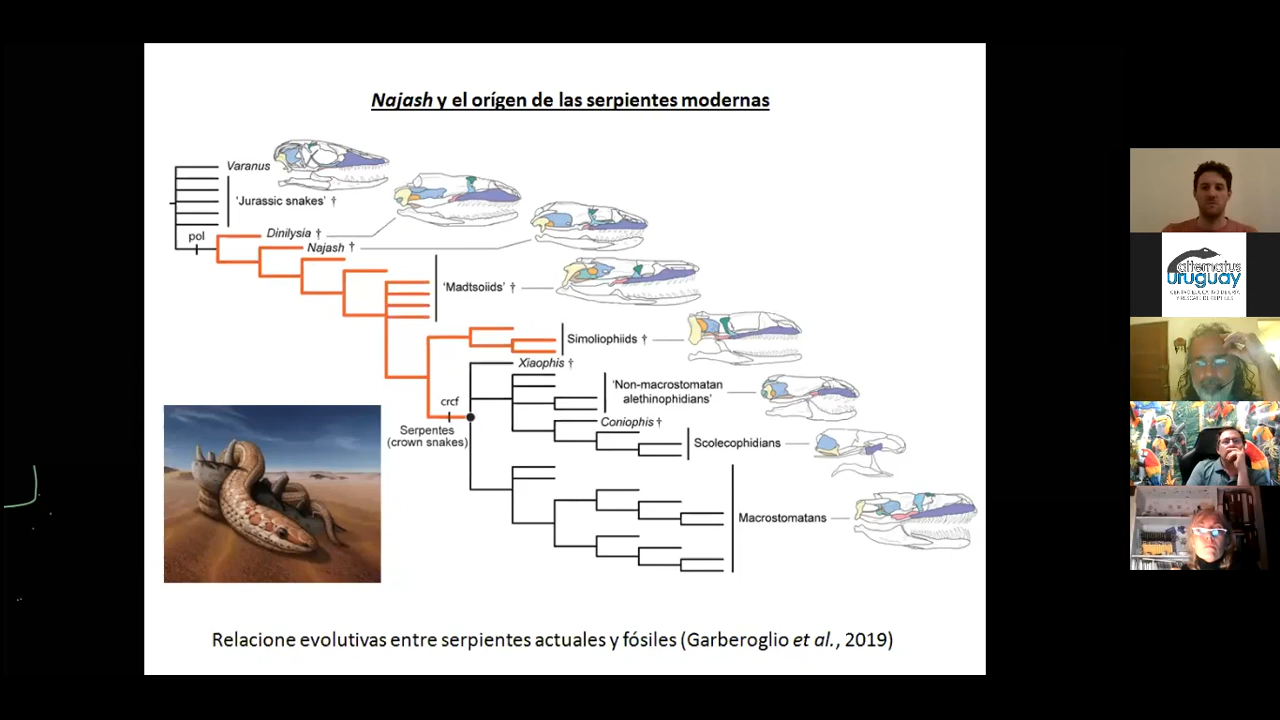 Najash y el orígen de las serpientes modernas
Varanus
'Jurassic snakes' †
pol
Dinilysia †
Najash †
'Madtsoiids' †
Simoliophiids †
Xiaophis †
'Non-macrostomatan
alethinophidians'
crcf
Coniophis †
Serpentes
(crown snakes)
Scolecophidians
Macrostomatans
Relacione evolutivas entre serpientes actuales y fósiles (Garberoglio et al., 2019)
alternatus
uruguay